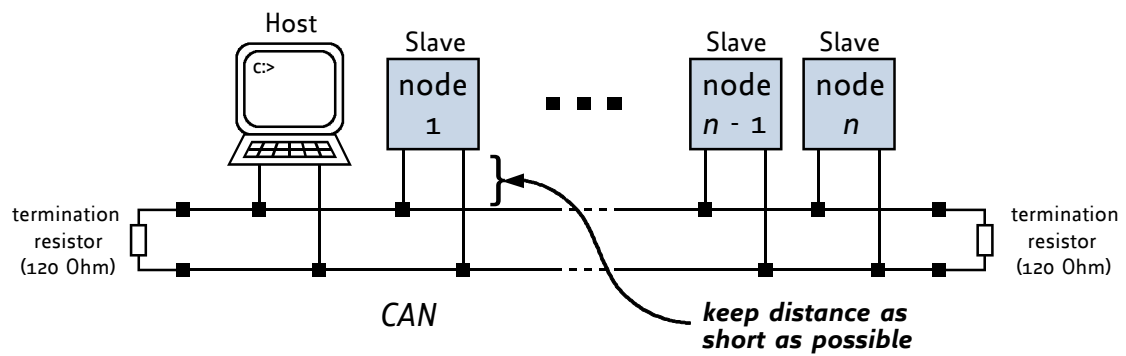 Host
C:>
Slave
node
1
Slave
node
n - 1
Slave
node
n
termination
resistor
(120 Ohm)
termination
resistor
(120 Ohm)
CAN
keep distance as
short as possible